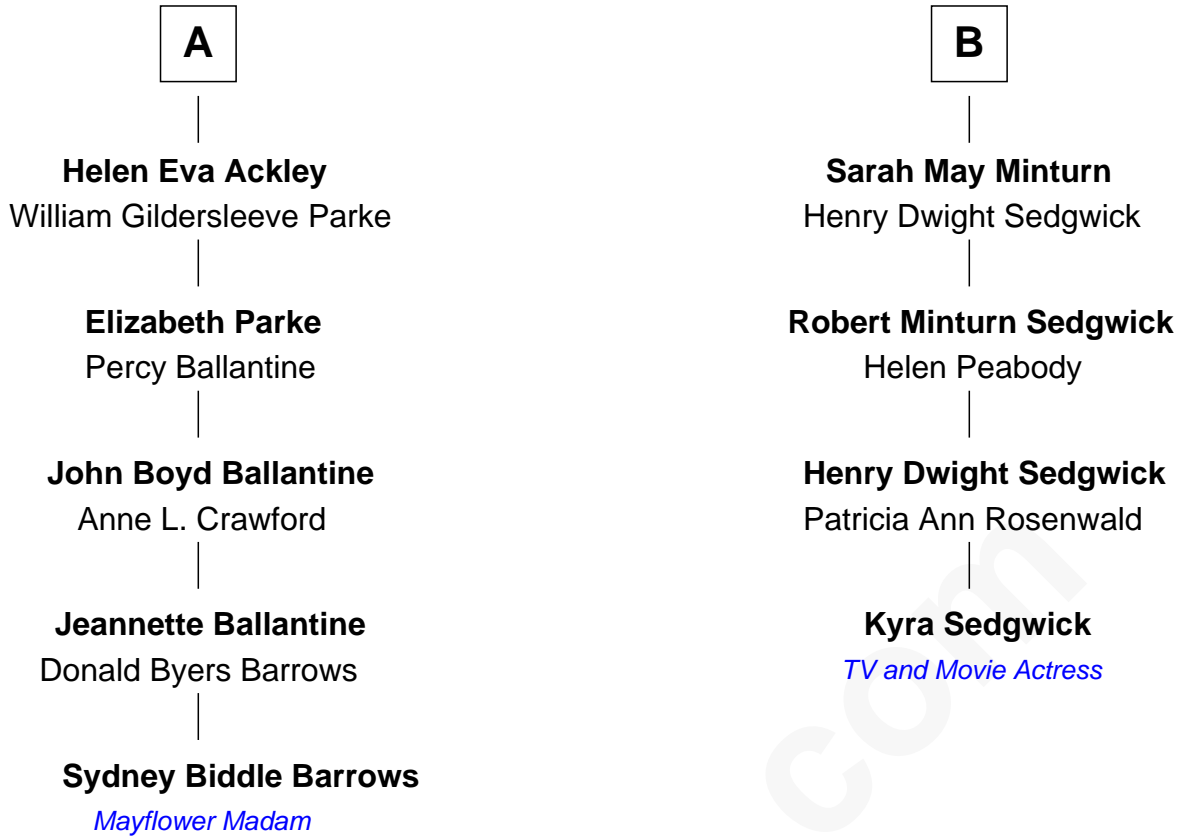 A
Helen Eva Ackley
William Gildersleeve Parke
Elizabeth Parke
Percy Ballantine
John Boyd Ballantine
Anne L. Crawford
Jeannette Ballantine
Donald Byers Barrows
Sydney Biddle Barrows
Mayflower Madam
B
Sarah May Minturn
Henry Dwight Sedgwick
Robert Minturn Sedgwick
Helen Peabody
Henry Dwight Sedgwick
Patricia Ann Rosenwald
Kyra Sedgwick
TV and Movie Actress
com